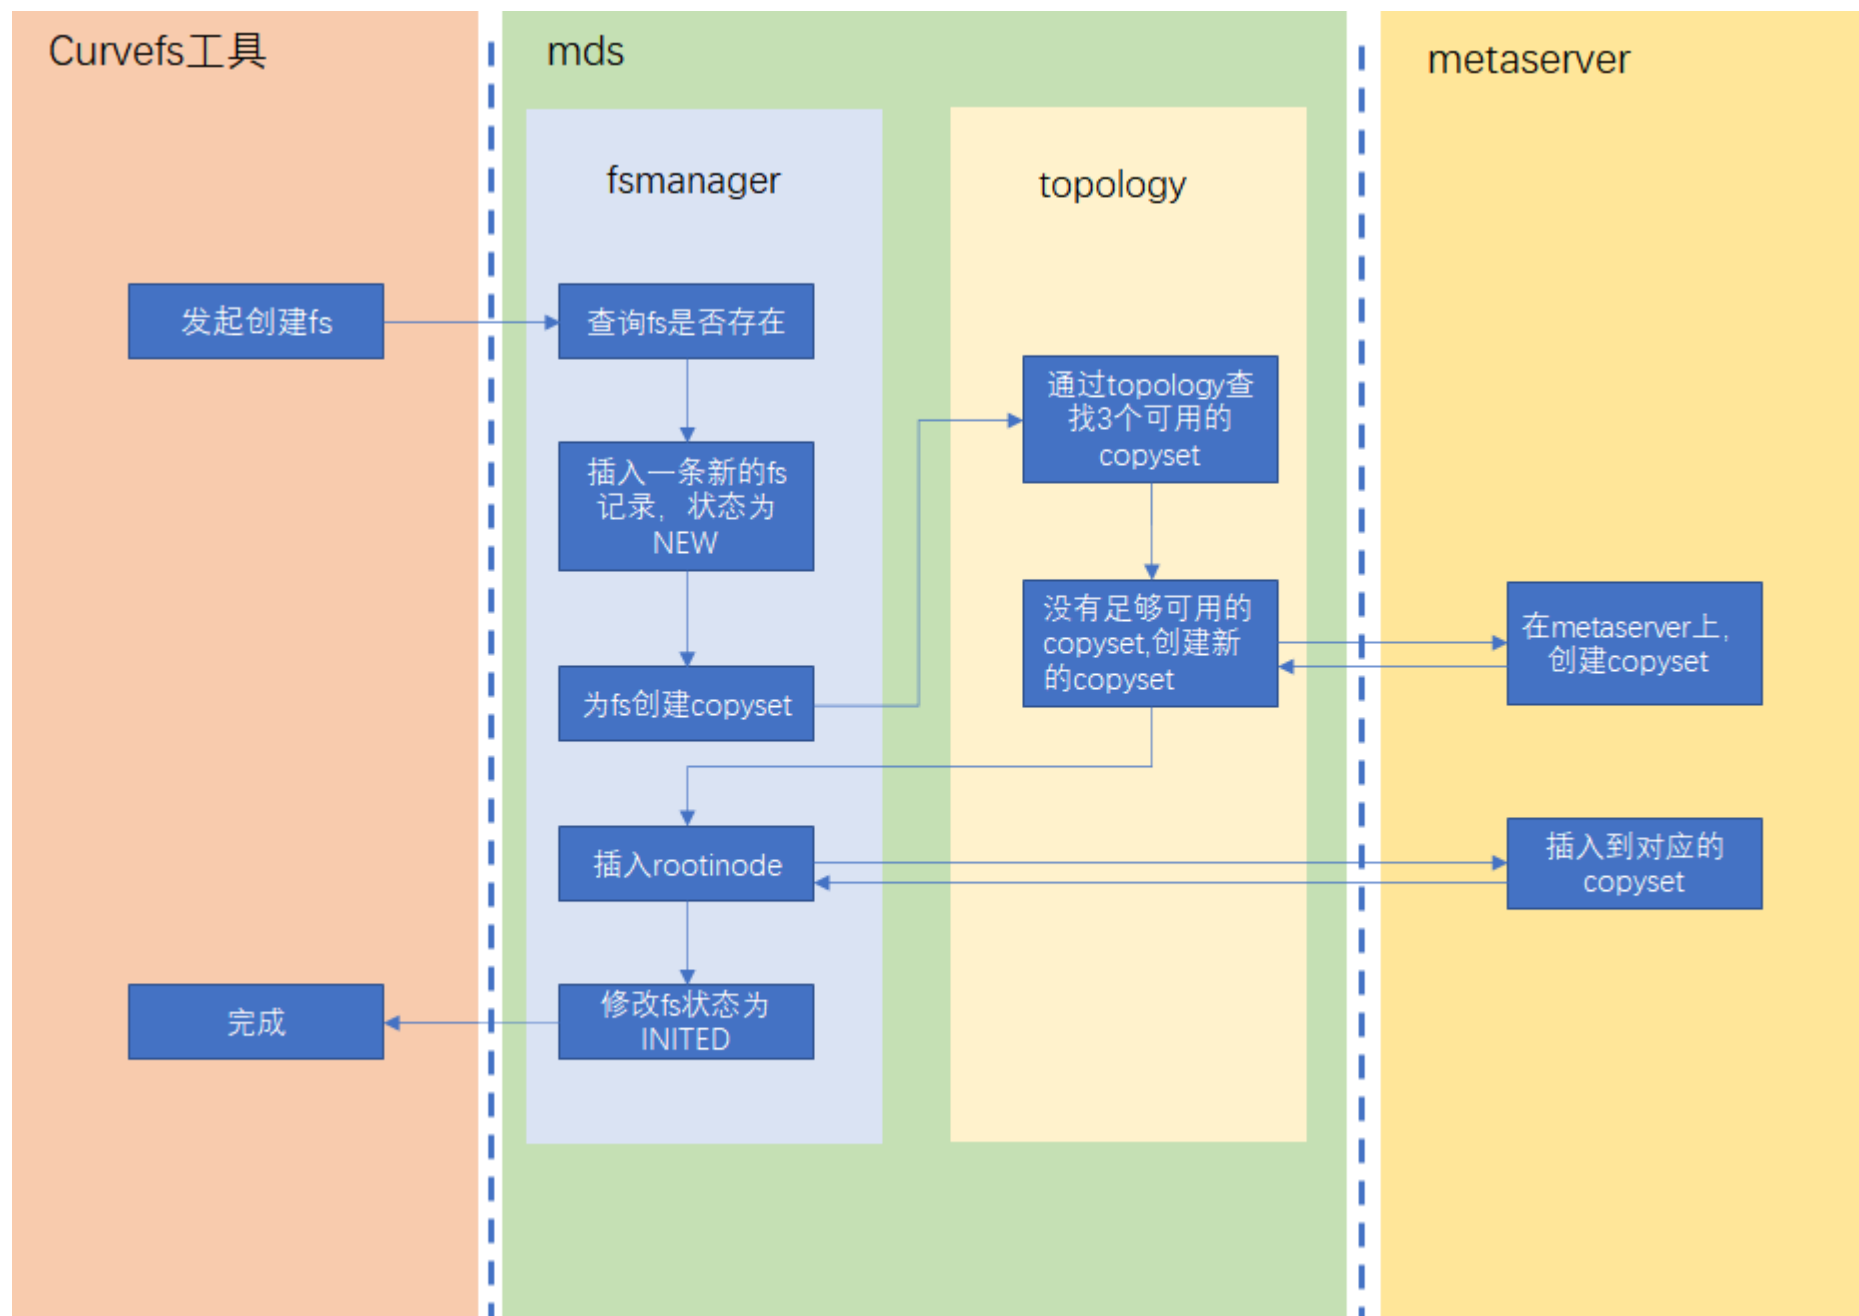 Curvefs工具
mds
metaserver
fsmanager
topology
发起创建fs
查询fs是否存在
通过topology查
找3个可用的
copyset
插入一条新的fs
记录，状态为
NEW
没有足够可用的
copyset,创建新
的copyset
在metaserver上，
创建copyset
为fs创建copyset
插入rootinode
插入到对应的
copyset
完成
修改fs状态为
INITED